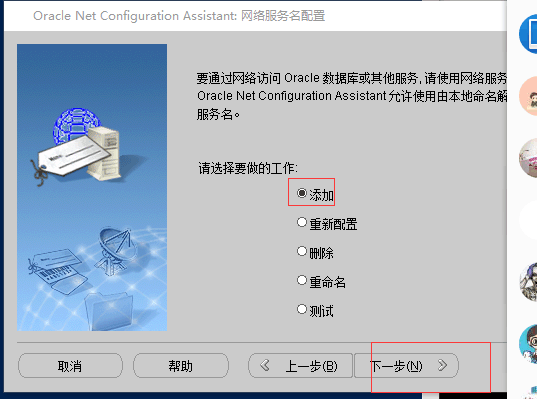 Oracle Net Configuration Assistant: 网络服务名配置
要通过网络访问 Oracle 数据库或其他服务, 请使用网络服务
Oracle Net Configuration Assistant 允许使用由本地命名解
服务名。
请选择要做的工作:
添加
重新配置
删除
重命名
测试
取消
帮助
上一步(B)
下一步(N)